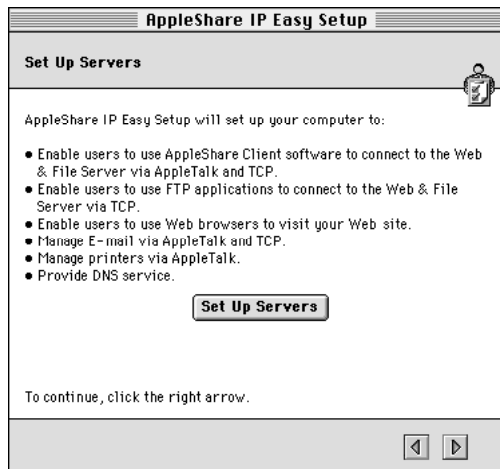 AppleShare IP Easy Setup
Set Up Servers
AppleShare IP Easy Setup will set up your computer to:
● Enable users to use AppleShare Client software to connect to the Web
& File Server via AppleTalk and TCP.
● Enable users to use FTP applications to connect to the Web & File
Server via TCP.
● Enable users to use Web browsers to visit your Web site.
● Manage E-mail via AppleTalk and TCP.
● Manage printers via AppleTalk.
● Provide DNS service.
Set Up Servers
To continue, click the right arrow.